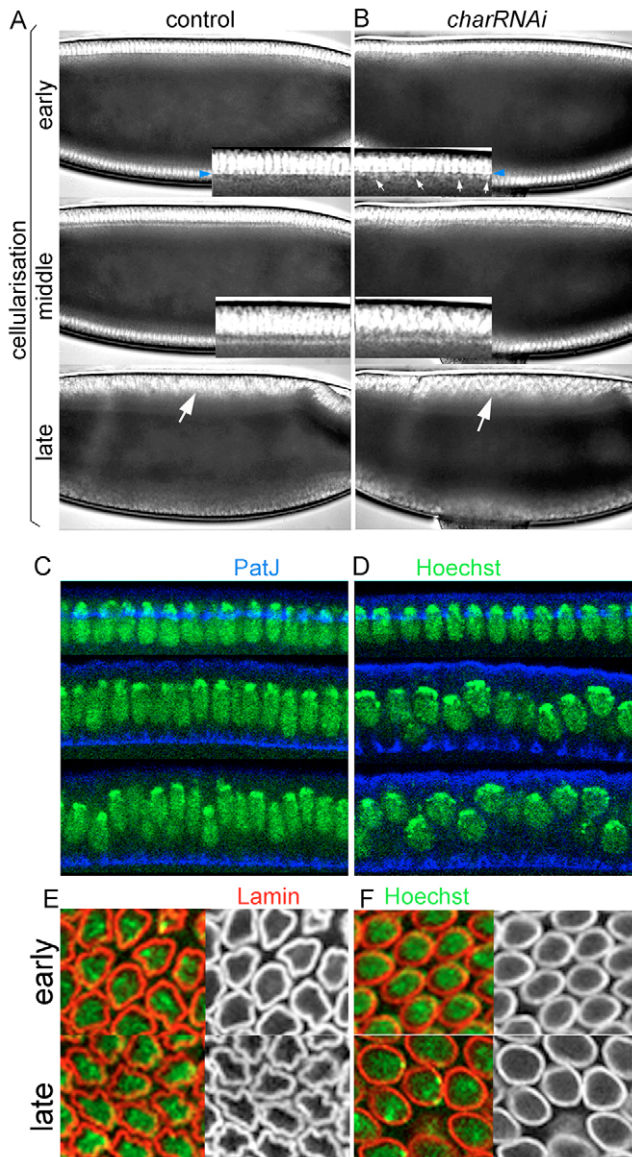 A control B charRNAi
cellularisation
early
middle
late
C PatJ D Hoechst
E Lamin F Hoechst
early
late